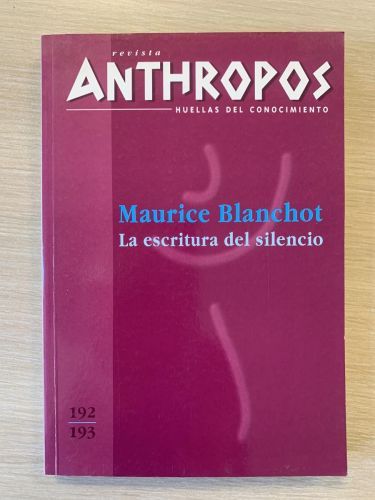 revista
ANTHROPOS
HUELLAS DEL CONOCIMIENTO
Maurice Blanchot
La escritura del silencio
192
193